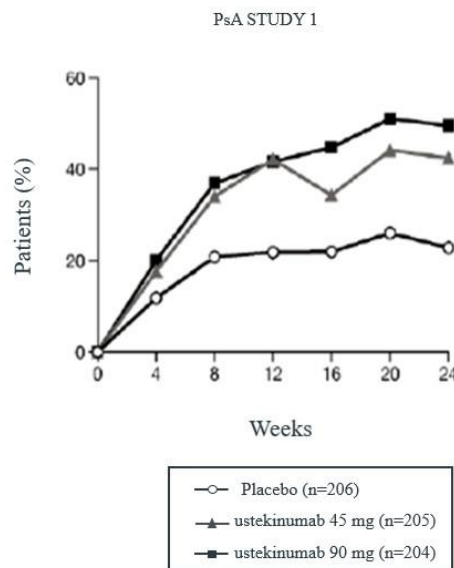 PsA STUDY 1
60
40
20
0
Patients (%)
0 4 8 12 16 20 24
Weeks
Placebo (n=206)
ustekinumab 45 mg (n=205)
ustekinumab 90 mg (n=204)